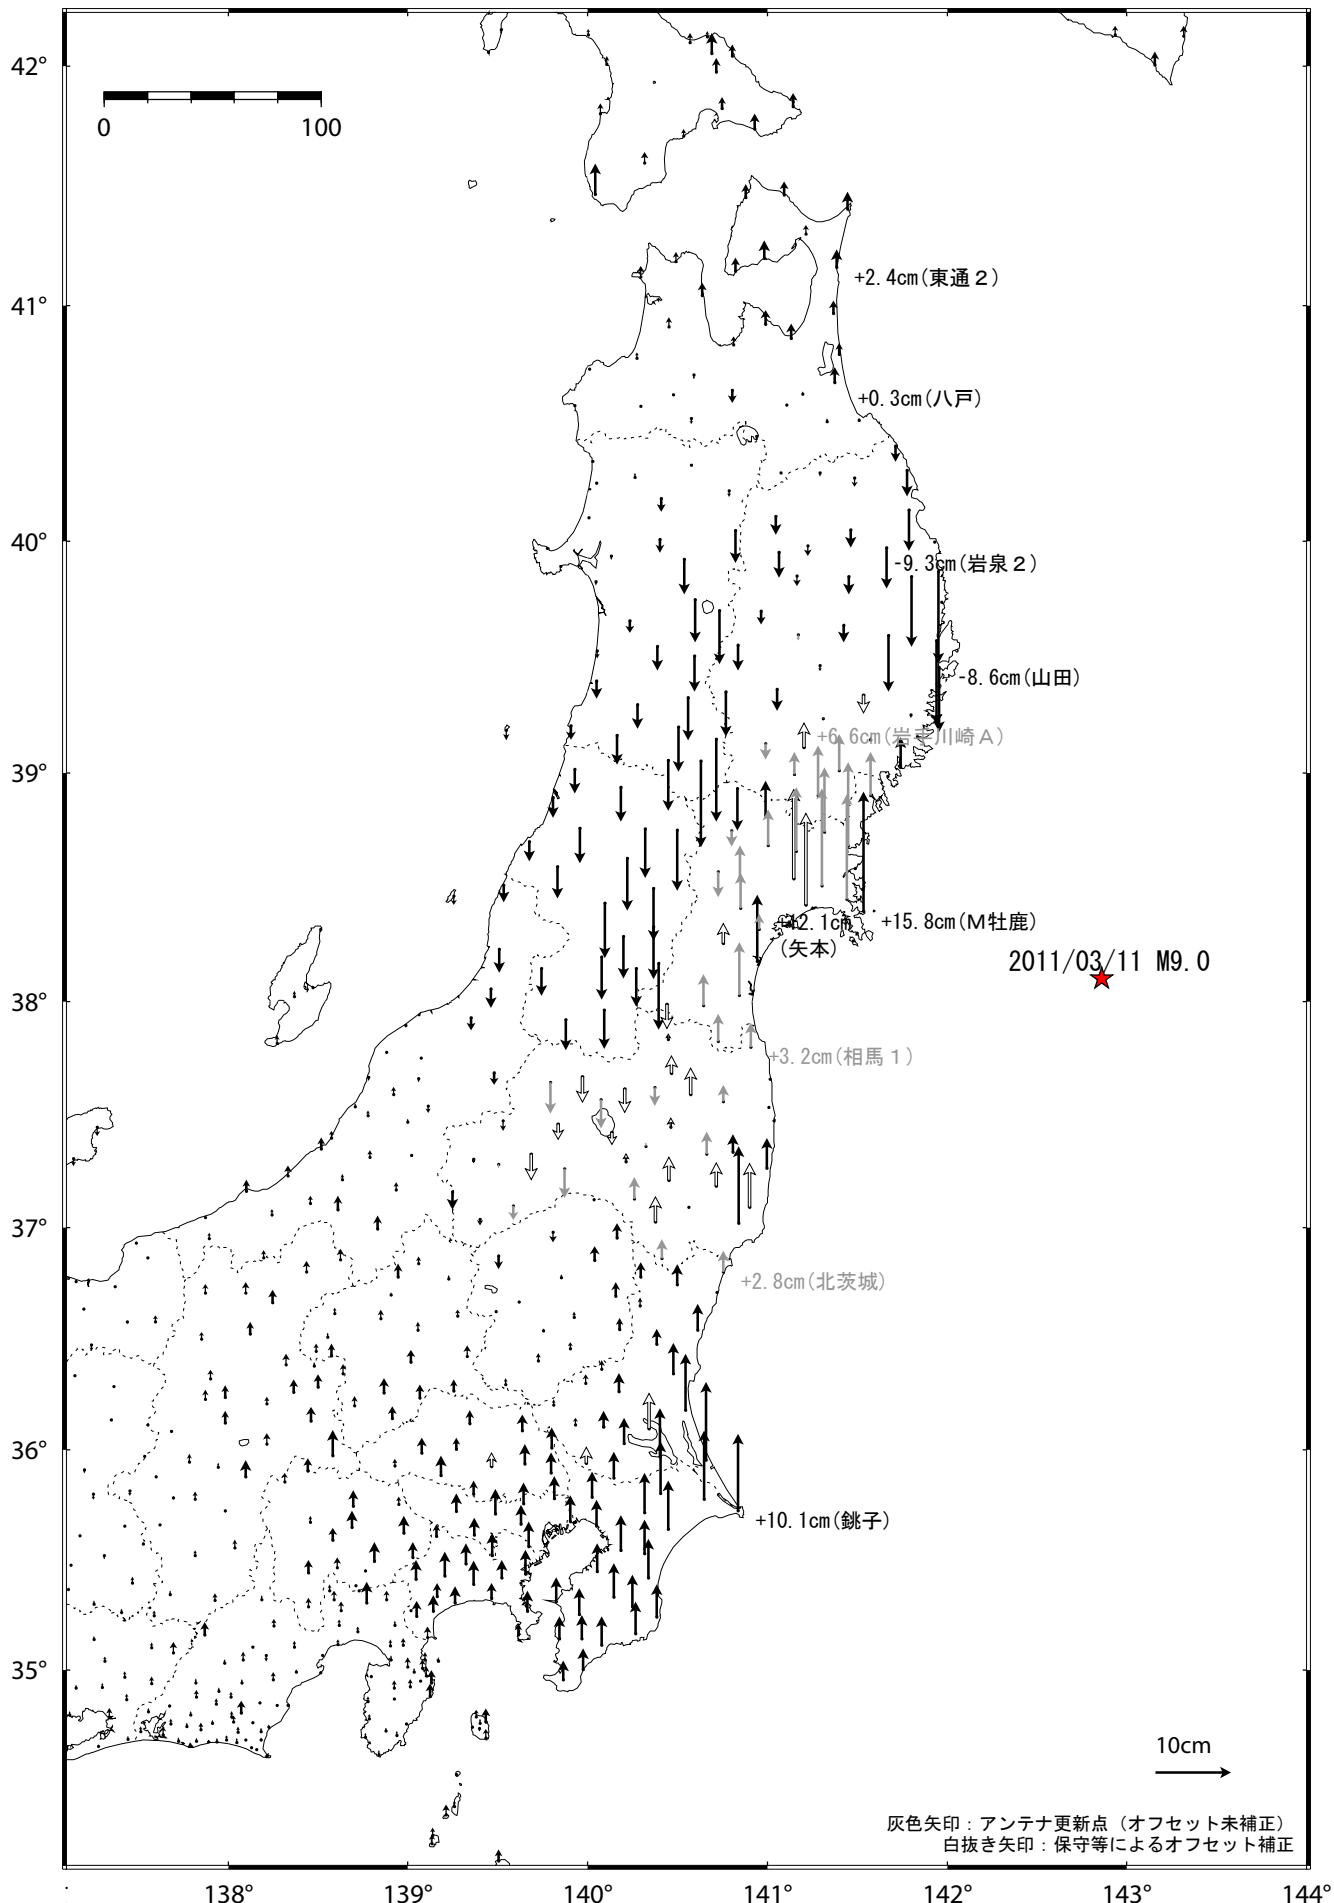 42°
0 100
+2.4cm(東通２)
41°
+0.3cm(八戸)
40°
-9.3cm(岩泉２)
-8.6cm(山田)
39°
+15.8cm(M牡鹿)
(矢本)
2011/03/11 M9.0
38°
+3.2cm(相馬１)
37°
+2.8cm(北茨城)
36°
+10.1cm(銚子)
35°
10cm
灰色矢印：アンテナ更新点（オフセット未補正）
白抜き矢印：保守等によるオフセット補正
138° 139° 140° 141° 142° 143° 144°